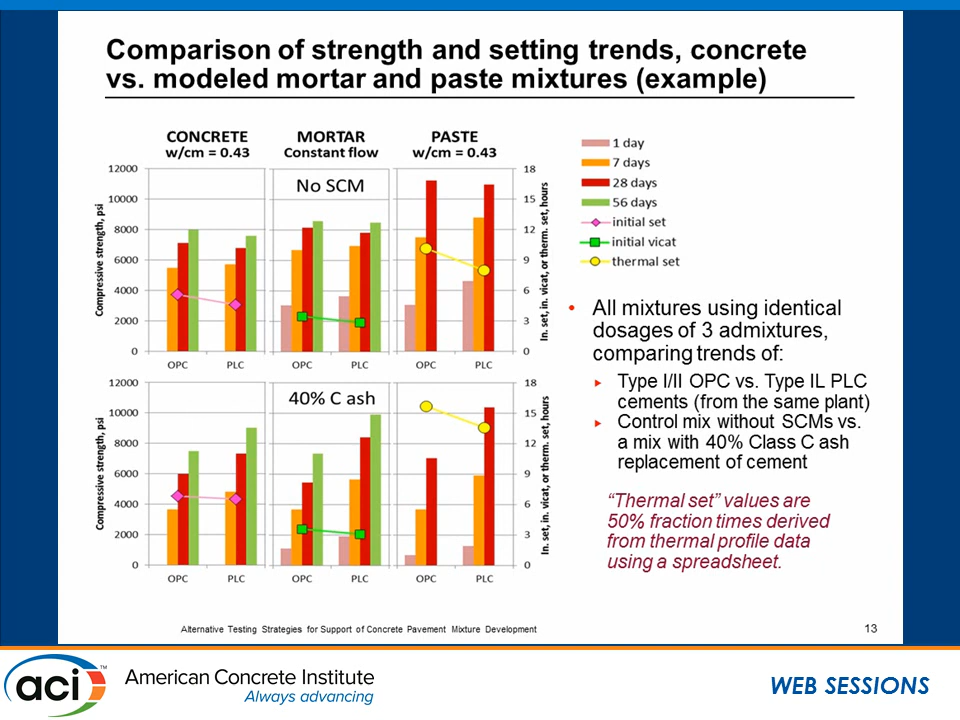 Comparison of strength and setting trends, concrete
vs. modeled mortar and paste mixtures (example)
CONCRETE
w/cm = 0.43
MORTAR
Constant flow
PASTE
w/cm = 0.43
Compressive strength, psi
12000
10000
8000
6000
4000
2000
0
No SCM
18
15
12
9
6
3
0
In. set, in. vicat, or therm. set, hours
OPC PLC OPC PLC OPC PLC
Compressive strength, psi
12000
10000
8000
6000
4000
2000
0
40% C ash
18
15
12
9
6
3
0
In. set, in. vicat, or therm. set, hours
OPC PLC OPC PLC OPC PLC
1 day
7 days
28 days
56 days
initial set
initial vicat
thermal set
• All mixtures using identical
dosages of 3 admixtures,
comparing trends of:
Type I/II OPC vs. Type IL PLC
cements (from the same plant)
Control mix without SCMs vs.
a mix with 40% Class C ash
replacement of cement
“Thermal set” values are
50% fraction times derived
from thermal profile data
using a spreadsheet.
Alternative Testing Strategies for Support of Concrete Pavement Mixture Development
13
aci™
American Concrete Institute
Always advancing
WEB SESSIONS